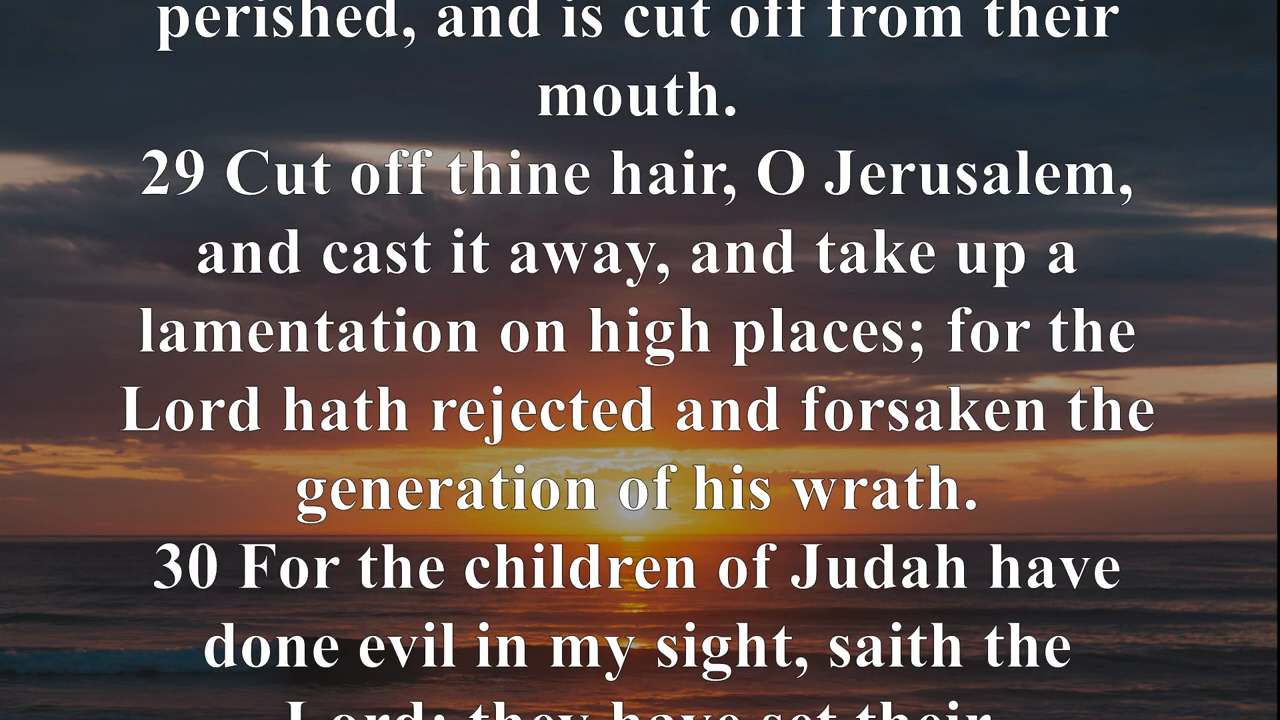 perished, and is cut off from their
mouth.
29 Cut off thine hair, O Jerusalem,
and cast it away, and take up a
lamentation on high places; for the
Lord hath rejected and forsaken the
generation of his wrath.
30 For the children of Judah have
done evil in my sight, saith the
Lord: they have set their